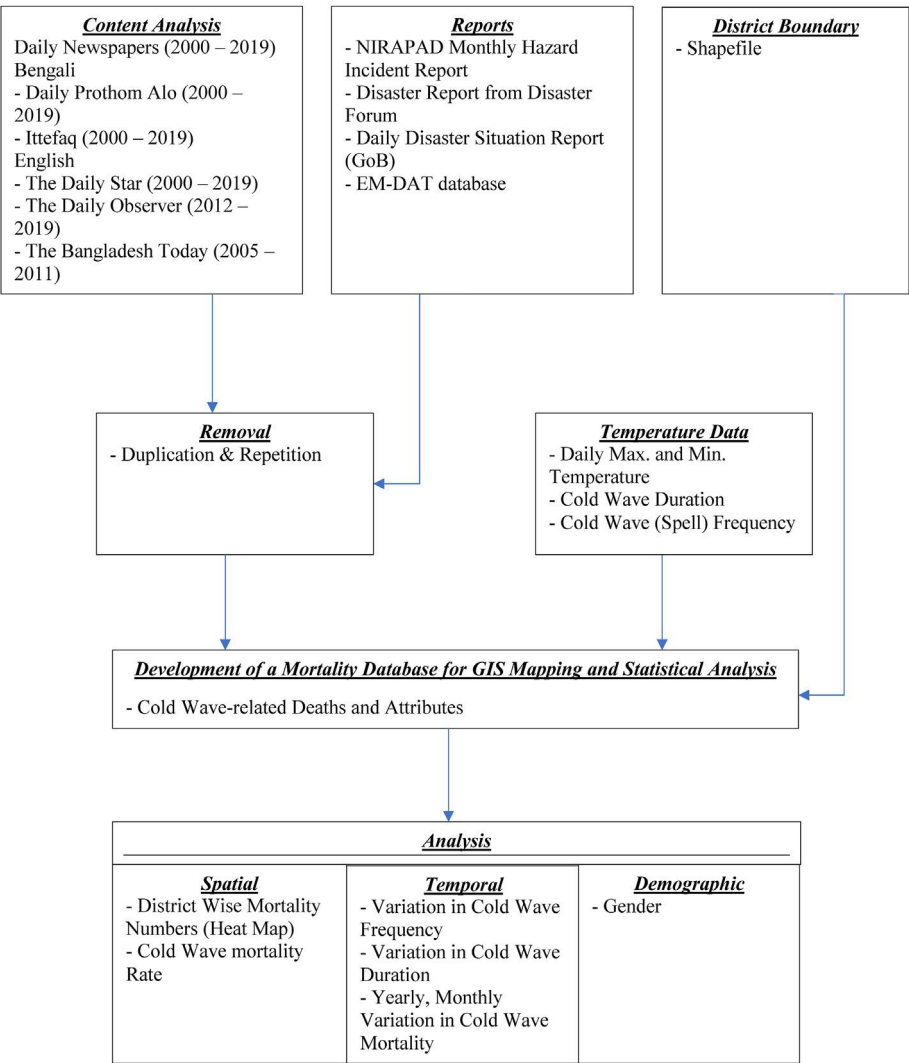 Content Analysis
Daily Newspapers (2000 – 2019)
Bengali
- Daily Prothom Alo (2000 –
2019)
- Ittefaq (2000 – 2019)
English
- The Daily Star (2000 – 2019)
- The Daily Observer (2012 –
2019)
- The Bangladesh Today (2005 –
2011)
Reports
- NIRAPAD Monthly Hazard
Incident Report
- Disaster Report from Disaster
Forum
- Daily Disaster Situation Report
(GoB)
- EM-DAT database
District Boundary
- Shapefile
Removal
- Duplication & Repetition
Temperature Data
- Daily Max. and Min.
Temperature
- Cold Wave Duration
- Cold Wave (Spell) Frequency
Development of a Mortality Database for GIS Mapping and Statistical Analysis
- Cold Wave-related Deaths and Attributes
Analysis
Spatial
- District Wise Mortality
Numbers (Heat Map)
- Cold Wave mortality
Rate
Temporal
- Variation in Cold Wave
Frequency
- Variation in Cold Wave
Duration
- Yearly, Monthly
Variation in Cold Wave
Mortality
Demographic
- Gender